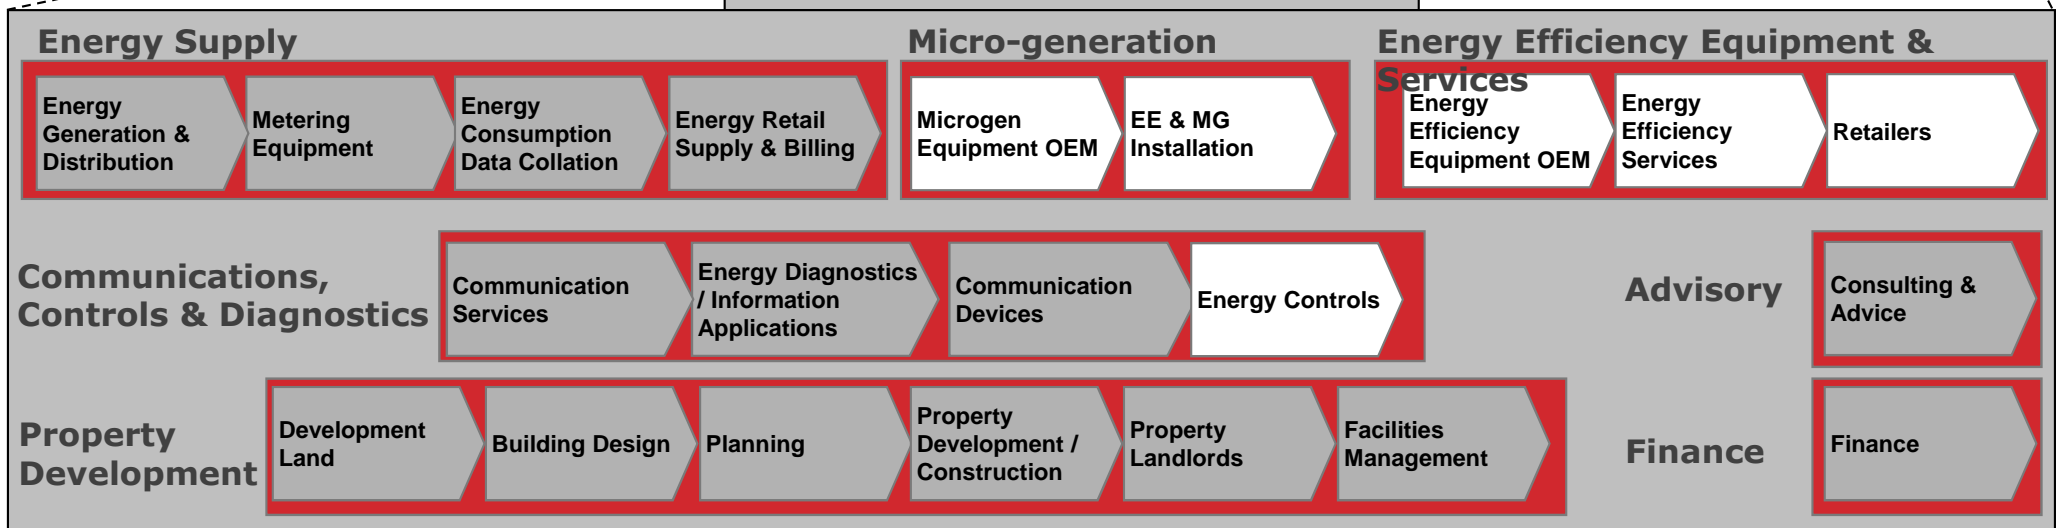 Energy Supply
Energy
Generation &
Distribution
Metering
Equipment
Energy
Consumption
Data Collation
Energy Retail
Supply & Billing
Micro-generation
Microgen
Equipment OEM
EE & MG
Installation
Energy Efficiency Equipment &
Services
Energy
Efficiency
Equipment OEM
Energy
Efficiency
Services
Retailers
Communications,
Controls & Diagnostics
Communication
Services
Energy Diagnostics
/ Information
Applications
Communication
Devices
Energy Controls
Advisory
Consulting &
Advice
Property
Development
Development
Land
Building Design
Planning
Property
Development /
Construction
Property
Landlords
Facilities
Management
Finance
Finance